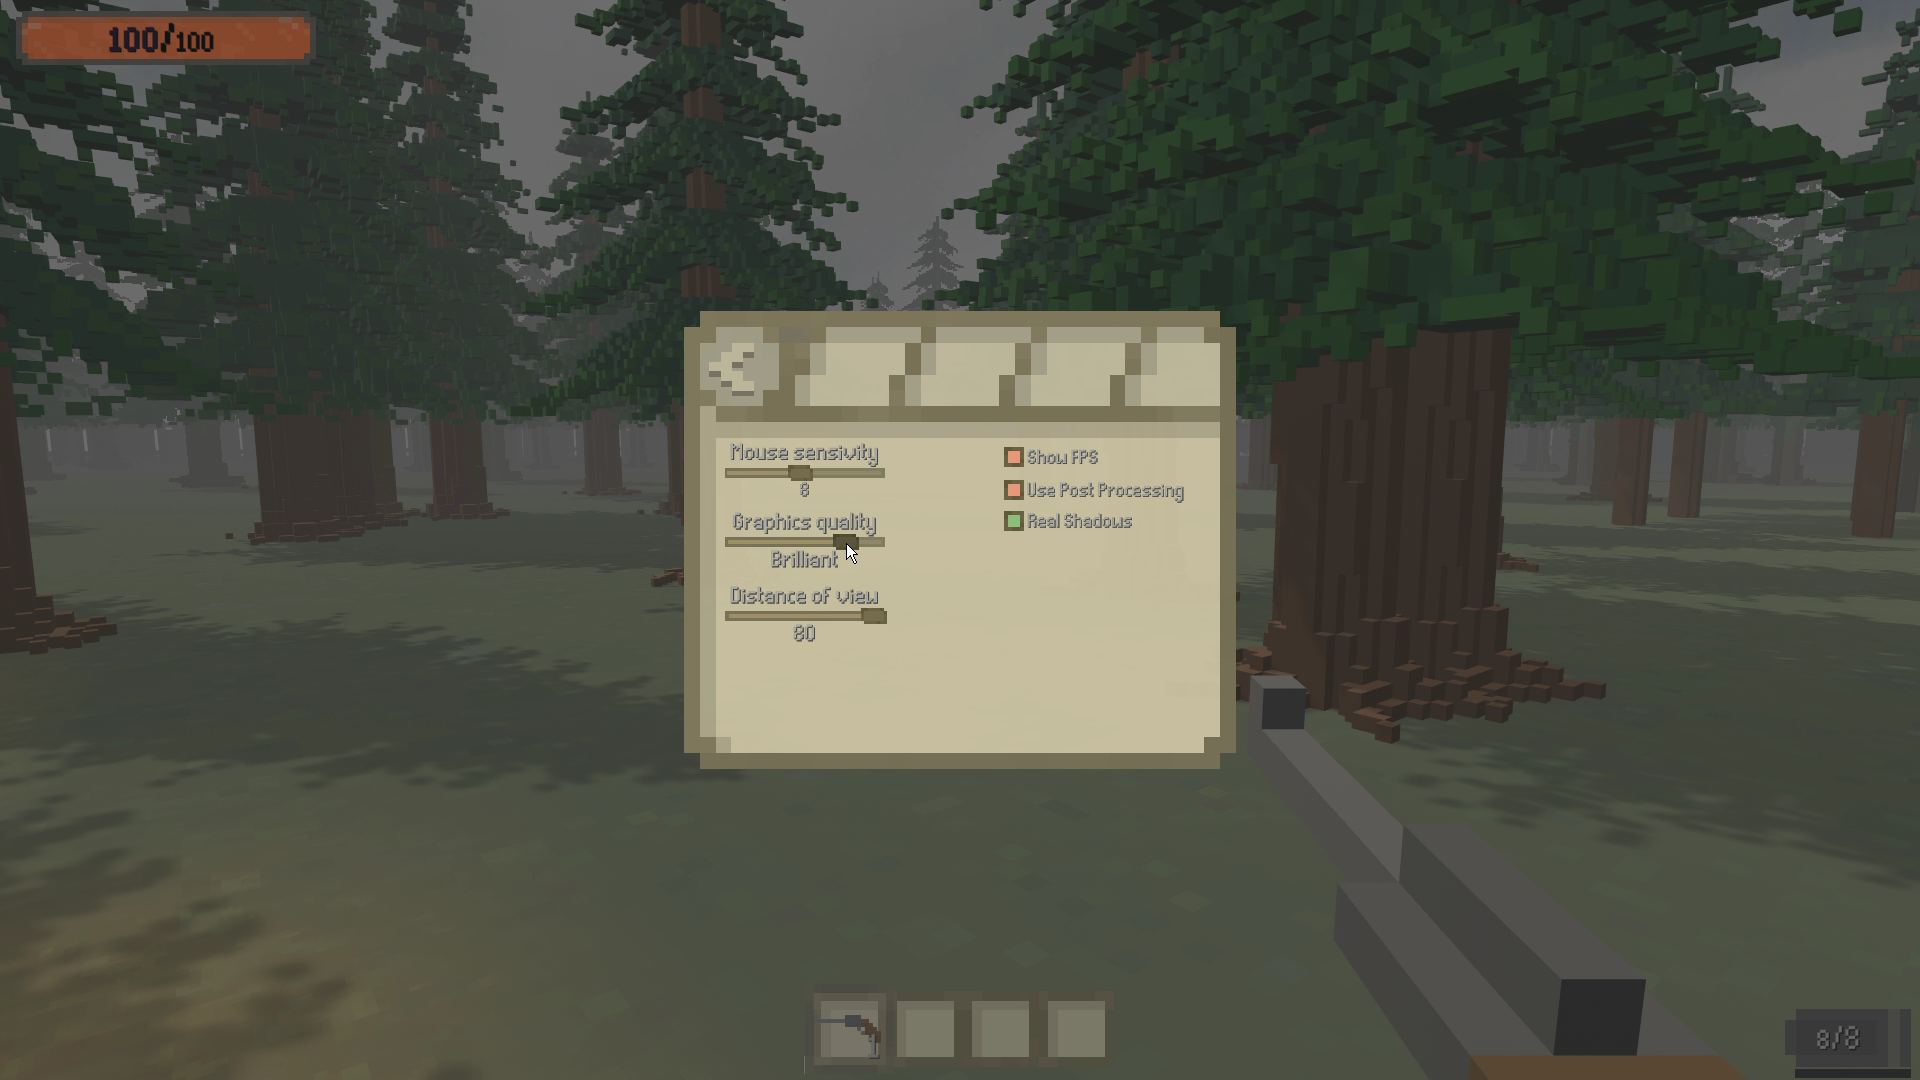 100/100
Mouse sensivity
8
Graphics quality
Brilliant
Distance of view
80
Show FPS
Use Post Processing
Real Shadows
8/8